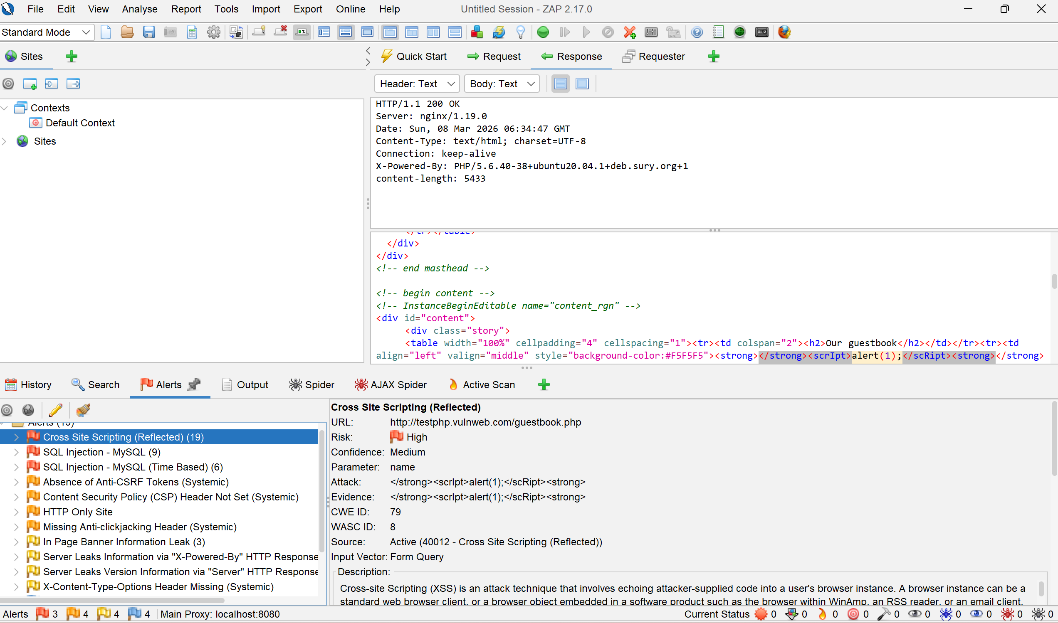 File Edit View Analyse Report Tools Import Export Online Help Untitled Session - ZAP 2.17.0
Standard Mode
Sites
Quick Start Request Response Requester
Header: Text Body: Text
Contexts
Default Context
Sites
HTTP/1.1 200 OK
Server: nginx/1.19.0
Date: Sun, 08 Mar 2026 06:34:47 GMT
Content-Type: text/html; charset=UTF-8
Connection: keep-alive
X-Powered-By: PHP/5.6.40-38+ubuntu20.04.1+deb.sury.org+1
content-length: 5433
</tr></table>
</div>
</div>
<!-- end masthead -->
<!-- begin content -->
<!-- InstanceBeginEditable name="content_rgn" -->
<div id="content">
<div class="story">
<table width="100%" cellpadding="4" cellspacing="1"><tr><td colspan="2"><h2>Our guestbook</h2></td></tr><tr><td
align="left" valign="middle" style="background-color:#F5F5F5"><strong></strong><scrIpt>alert(1);</scRipt><strong></strong>
History Search Alerts Output Spider AJAX Spider Active Scan
Alerts (15)
Cross Site Scripting (Reflected) (19)
SQL Injection - MySQL (9)
SQL Injection - MySQL (Time Based) (6)
Absence of Anti-CSRF Tokens (Systemic)
Content Security Policy (CSP) Header Not Set (Systemic)
HTTP Only Site
Missing Anti-clickjacking Header (Systemic)
In Page Banner Information Leak (3)
Server Leaks Information via "X-Powered-By" HTTP Response
Server Leaks Version Information via "Server" HTTP Response
X-Content-Type-Options Header Missing (Systemic)
Cross Site Scripting (Reflected)
URL: http://testphp.vulnweb.com/guestbook.php
Risk: High
Confidence: Medium
Parameter: name
Attack: </strong><scrIpt>alert(1);</scRipt><strong>
Evidence: </strong><scrIpt>alert(1);</scRipt><strong>
CWE ID: 79
WASC ID: 8
Source: Active (40012 - Cross Site Scripting (Reflected))
Input Vector: Form Query
Description:
Cross-site Scripting (XSS) is an attack technique that involves echoing attacker-supplied code into a user's browser instance. A browser instance can be a
standard web browser client, or a browser object embedded in a software product such as the browser within WinAmp, an RSS reader, or an email client.
Alerts 3 4 4 4 Main Proxy: localhost:8080 Current Status 0 0 0 0 0 0 0 0 0 0